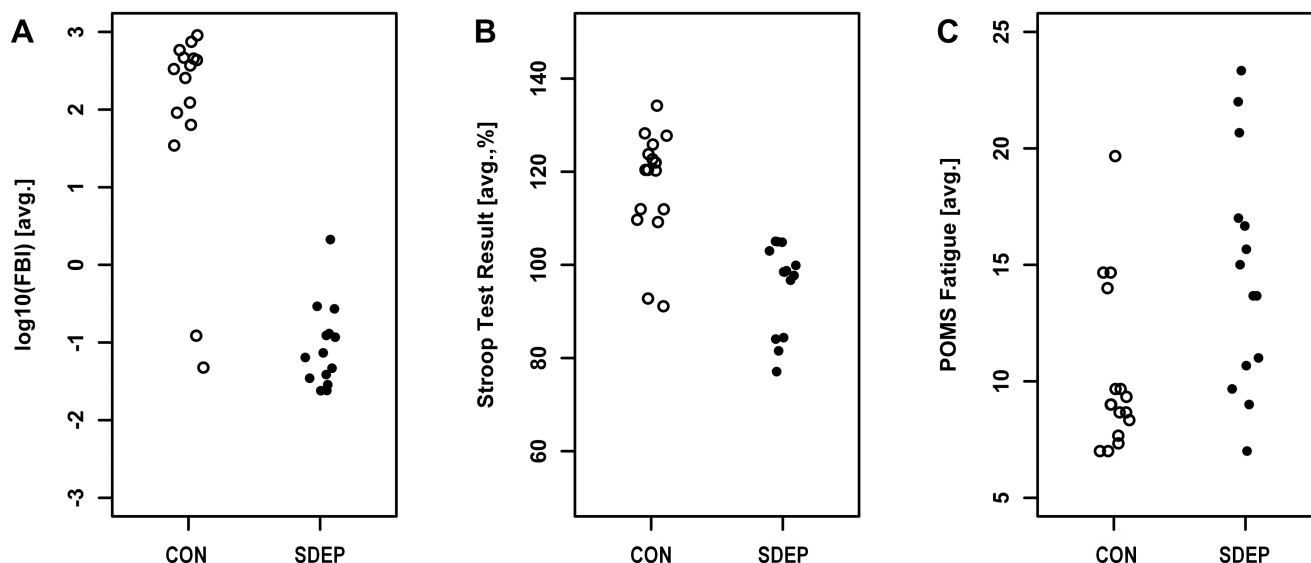 A
log10(FBI) [avg.]
3
2
1
0
-1
-2
-3
CON SDEP
B
Stroop Test Result [avg.,%]
140
120
100
80
60
CON SDEP
C
POMS Fatigue [avg.]
25
20
15
10
5
CON SDEP